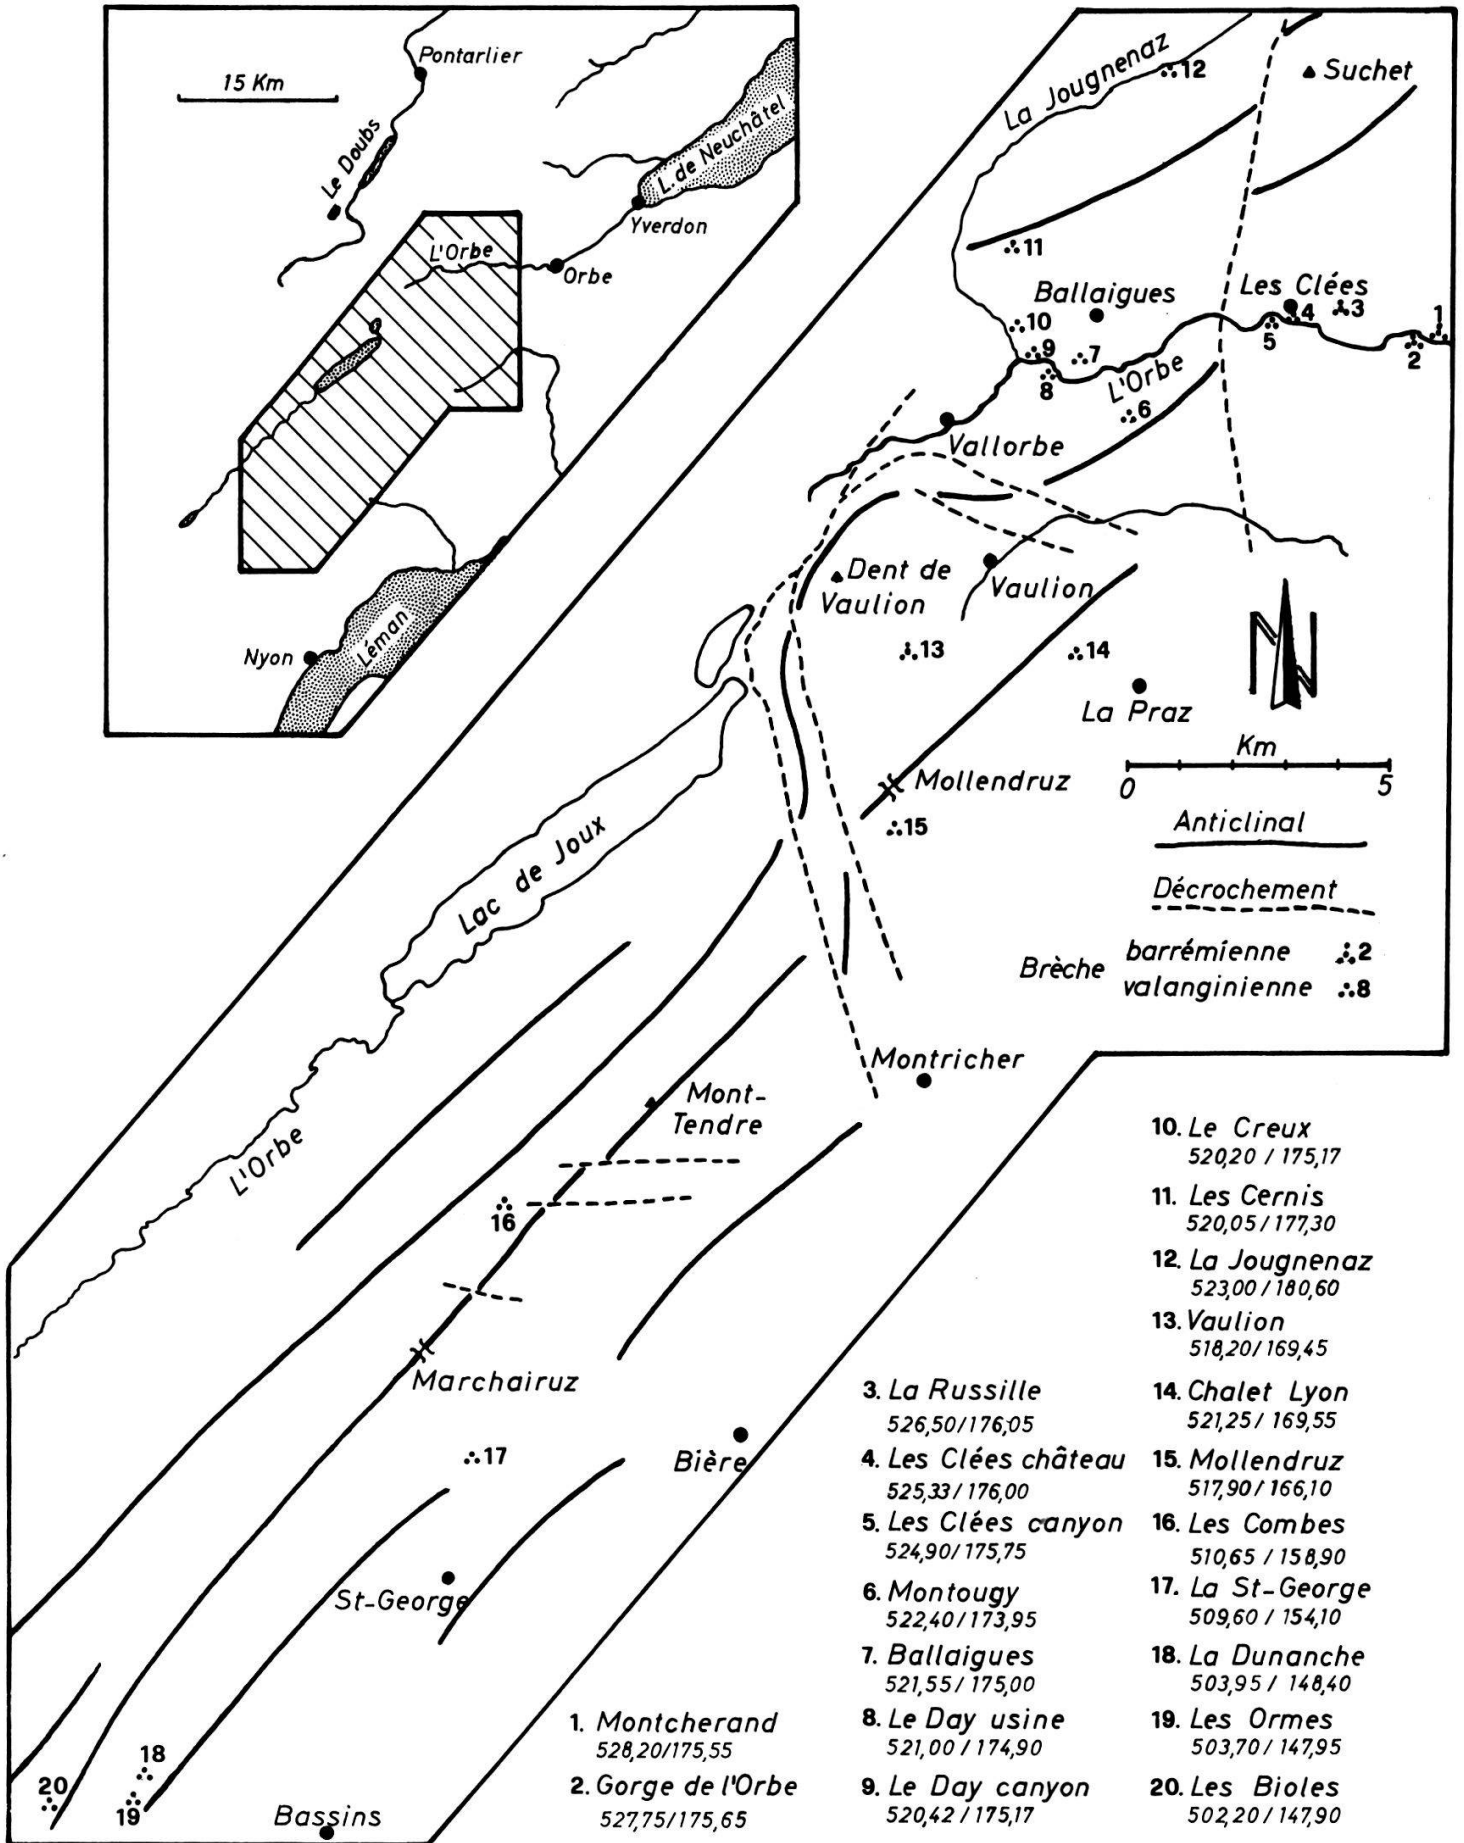 15 Km
Pontarlier
Le Doubs
L. de Neuchâtel
Yverdon
L'Orbe
Orbe
Nyon
Léman
La Jougnenaz
12
Suchet
11
Ballaigues
Les Clées
10
9
7
8
5
4
3
1
2
L'Orbe
6
Vallorbe
Dent de
Vaulion
Vaulion
13
14
La Praz
N
Km
0 5
Mollendruz
15
Anticlinal
Décrochement
Brèche
barrémienne 2
valanginienne 8
Lac de Joux
L'Orbe
Montricher
Mont-
Tendre
16
Marchairuz
17
Bière
St-George
18
19
20
Bassins
1. Montcherand
528,20/175,55
2. Gorge de l'Orbe
527,75/175,65
3. La Russille
526,50/176,05
4. Les Clées château
525,33/176,00
5. Les Clées canyon
524,90/175,75
6. Montougy
522,40/173,95
7. Ballaigues
521,55/175,00
8. Le Day usine
521,00/174,90
9. Le Day canyon
520,42/175,17
10. Le Creux
520,20/175,17
11. Les Cernis
520,05/177,30
12. La Jougnenaz
523,00/180,60
13. Vaulion
518,20/169,45
14. Chalet Lyon
521,25/169,55
15. Mollendruz
517,90/166,10
16. Les Combes
510,65/158,90
17. La St-George
509,60/154,10
18. La Dunanche
503,95/148,40
19. Les Ormes
503,70/147,95
20. Les Bioles
502,20/147,90